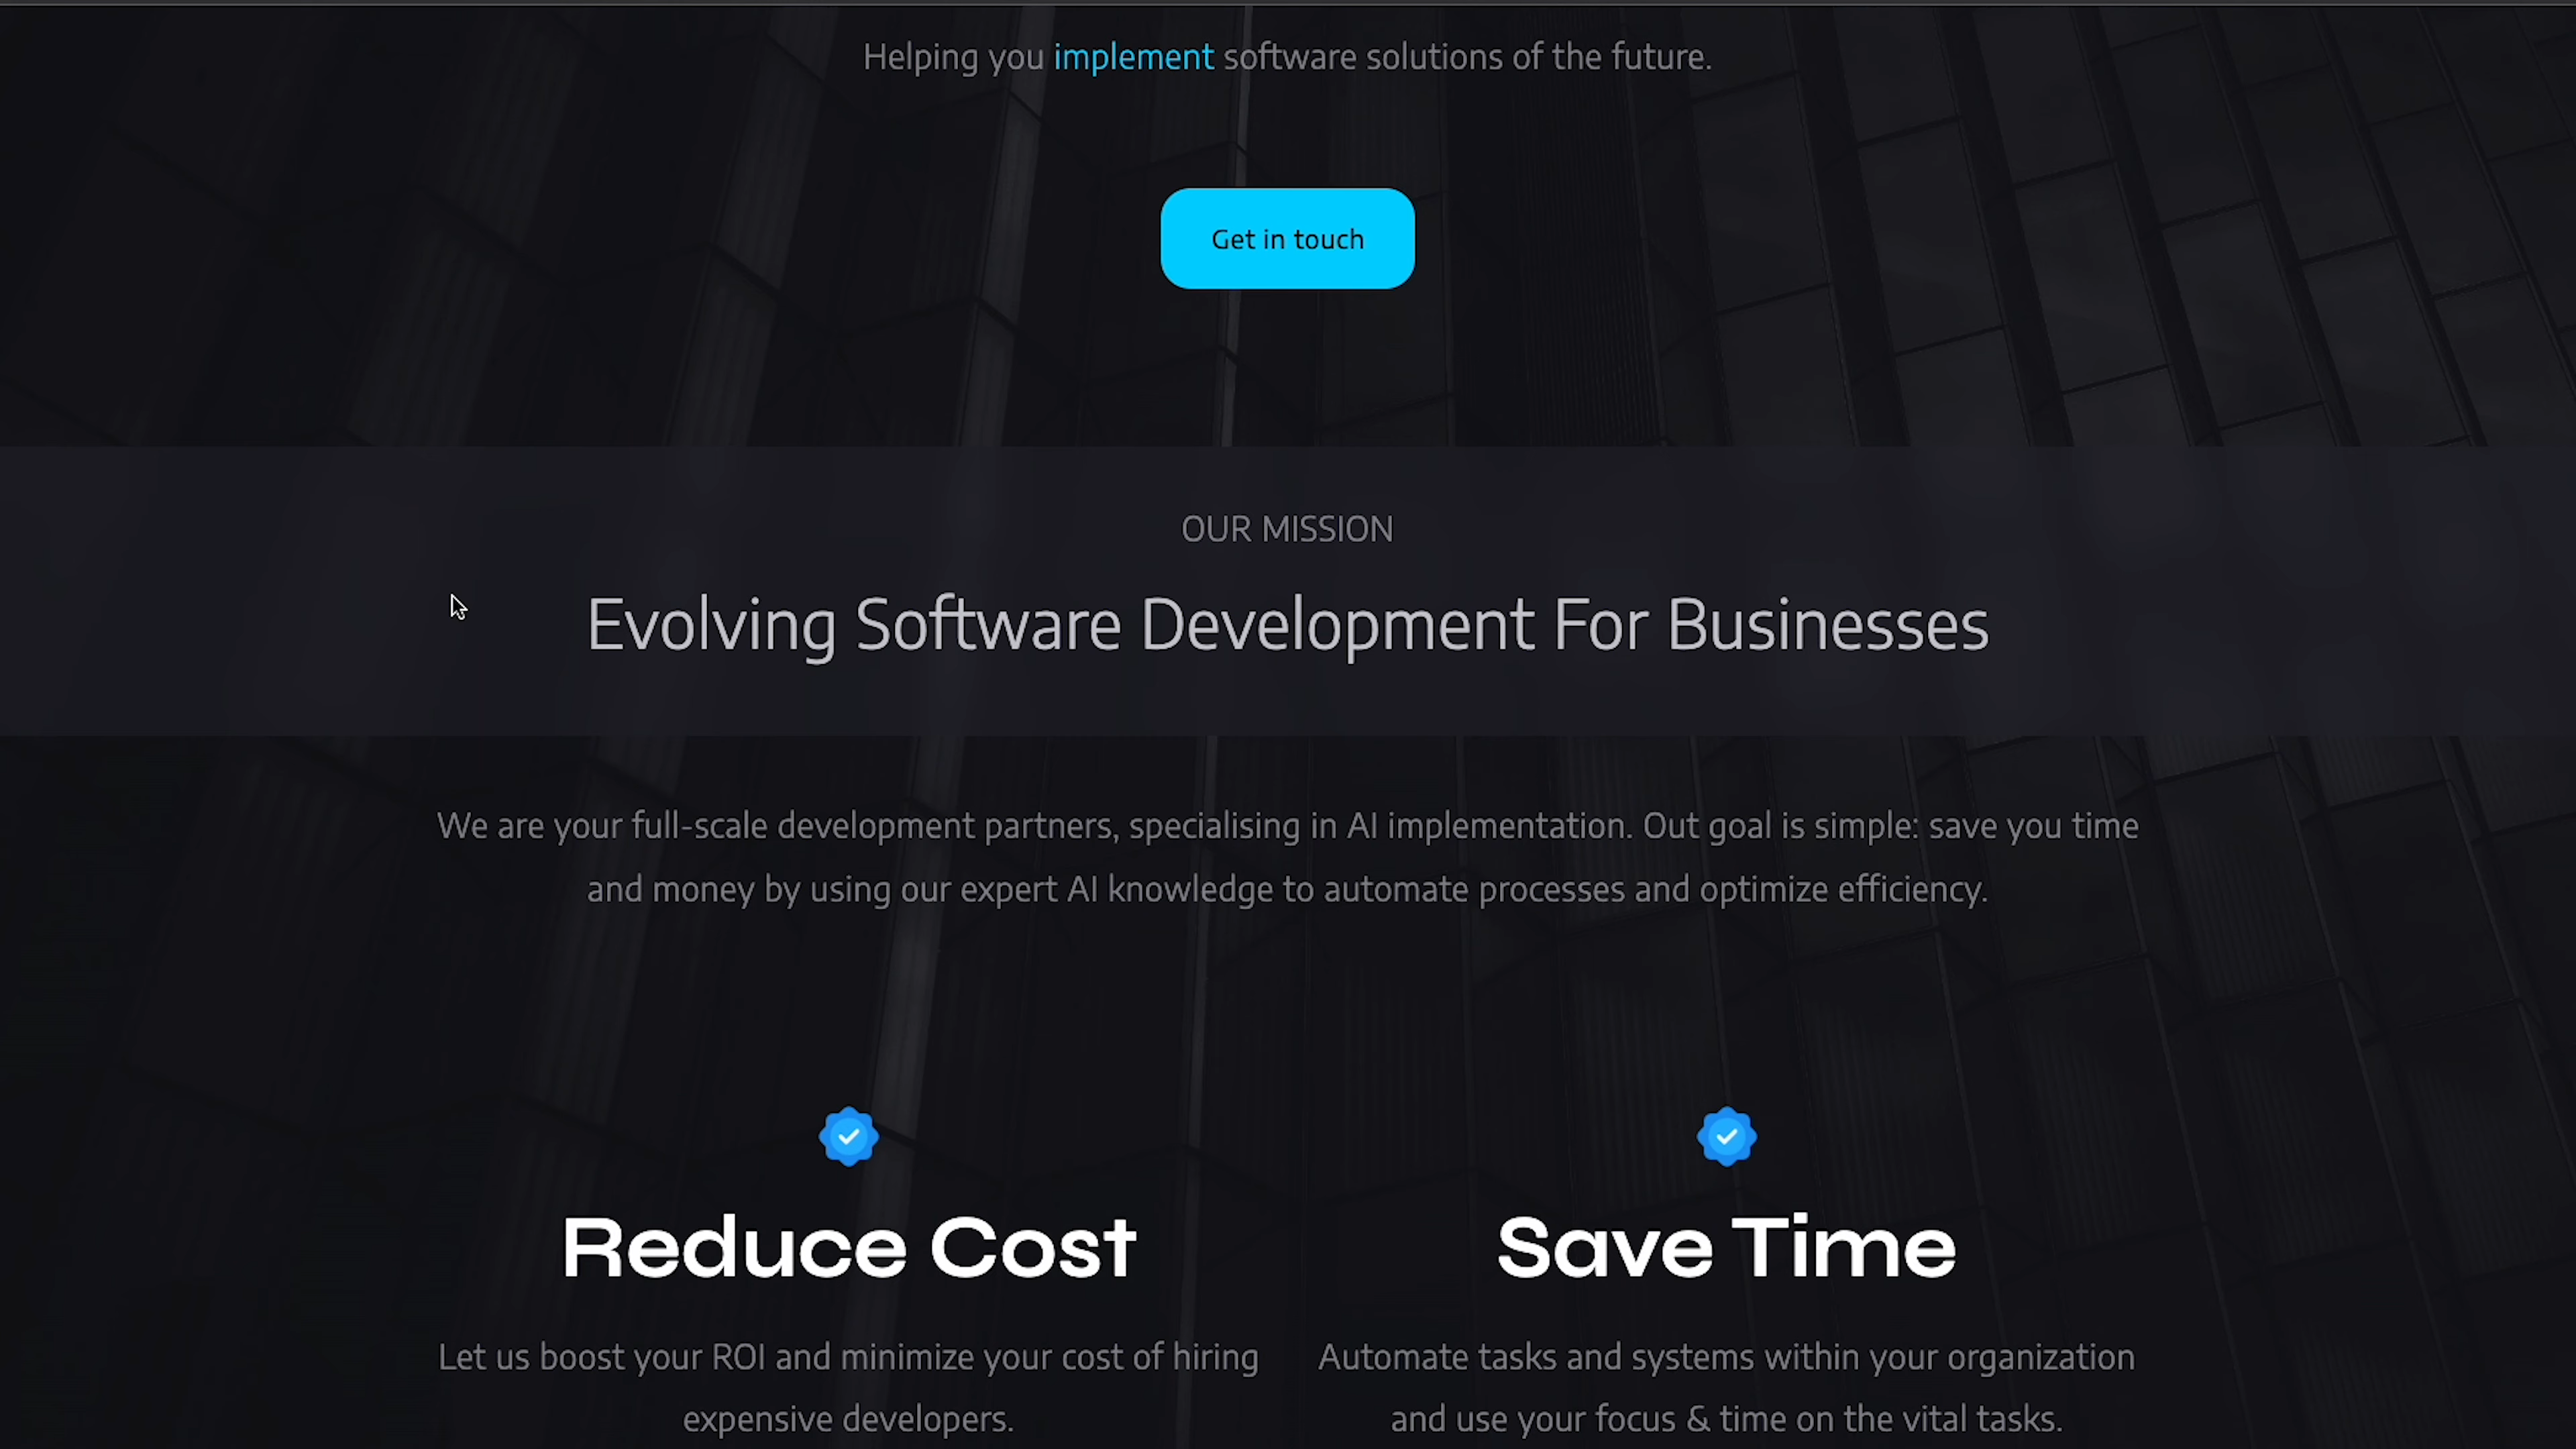 Helping you implement software solutions of the future.
Get in touch
OUR MISSION
Evolving Software Development For Businesses
We are your full-scale development partners, specialising in AI implementation. Out goal is simple: save you time
and money by using our expert AI knowledge to automate processes and optimize efficiency.
Reduce Cost
Let us boost your ROI and minimize your cost of hiring
expensive developers.
Save Time
Automate tasks and systems within your organization
and use your focus & time on the vital tasks.